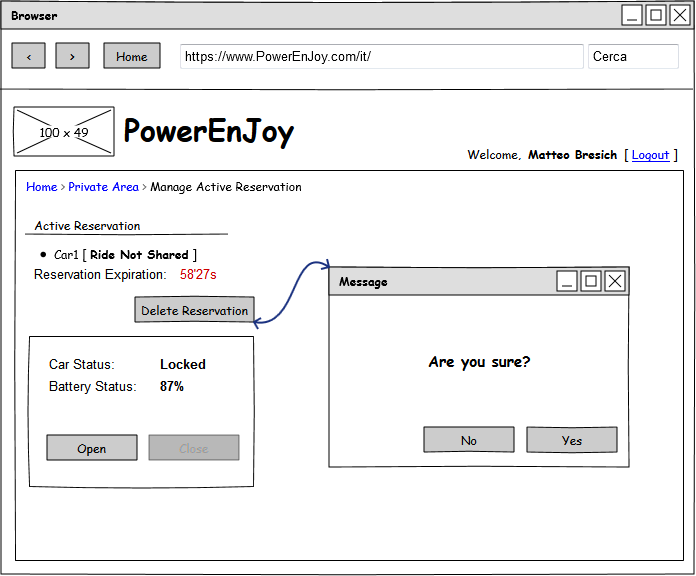 Browser
< > Home https://www.PowerEnJoy.com/it/ Cerca
100 x 49
PowerEnJoy
Welcome, Matteo Bresich [ Logout ]
Home > Private Area > Manage Active Reservation
Active Reservation
• Car1 [ Ride Not Shared ]
Reservation Expiration: 58'27s
Delete Reservation
Car Status: Locked
Battery Status: 87%
Open Close
Message
Are you sure?
No Yes